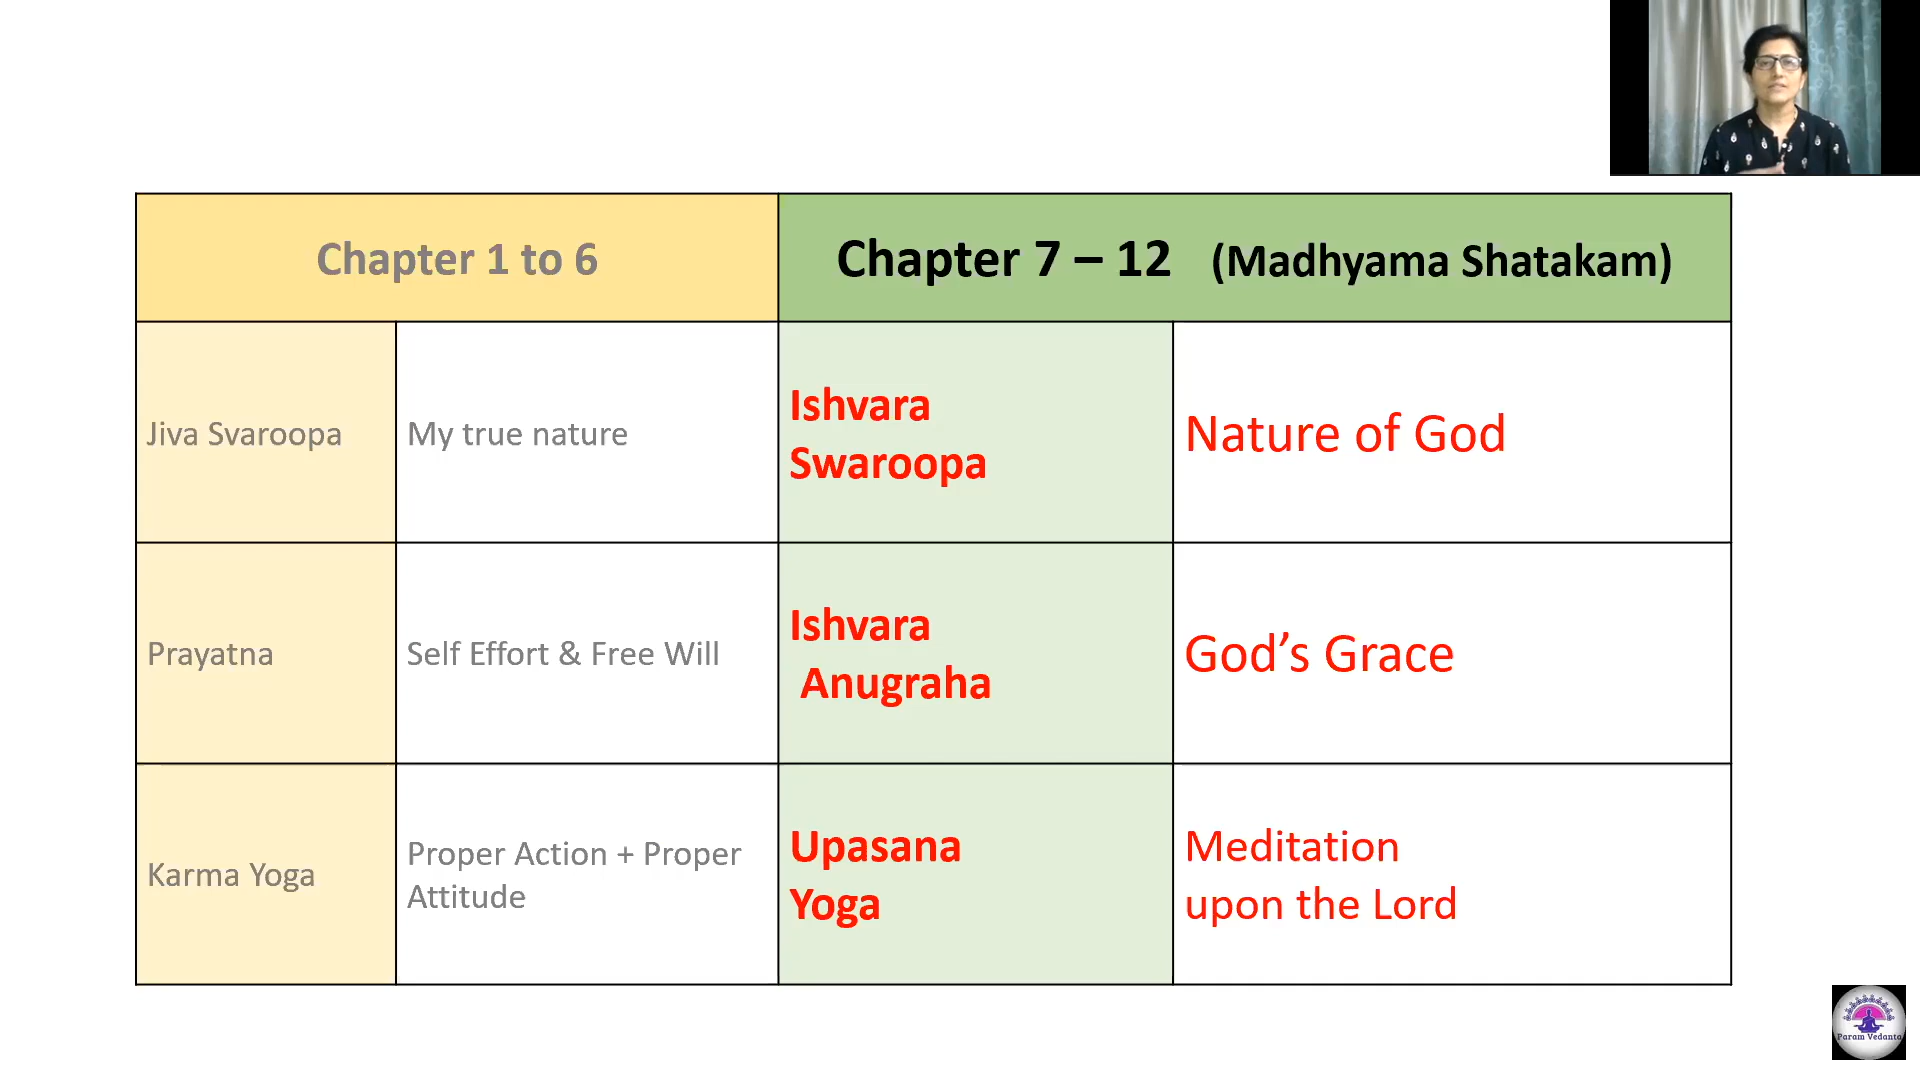 Chapter 1 to 6
Chapter 7 – 12 (Madhyama Shatakam)
Jiva Svaroopa
My true nature
Ishvara
Swaroopa
Nature of God
Prayatna
Self Effort & Free Will
Ishvara
Anugraha
God’s Grace
Karma Yoga
Proper Action + Proper
Attitude
Upasana
Yoga
Meditation
upon the Lord
Param Vedanta